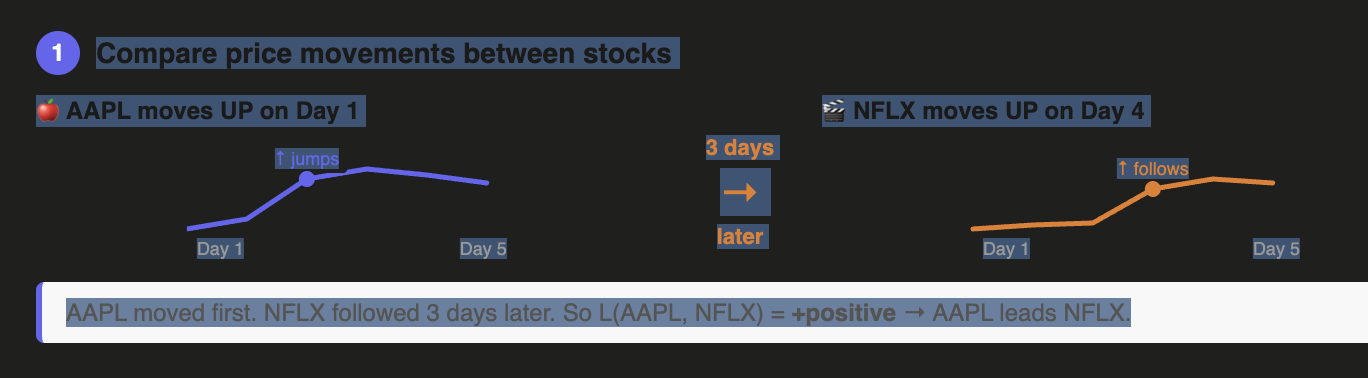 1 Compare price movements between stocks
🍎 AAPL moves UP on Day 1
↑ jumps
Day 1 Day 5
3 days
→
later
🎬 NFLX moves UP on Day 4
↑ follows
Day 1 Day 5
AAPL moved first. NFLX followed 3 days later. So L(AAPL, NFLX) = +positive → AAPL leads NFLX.